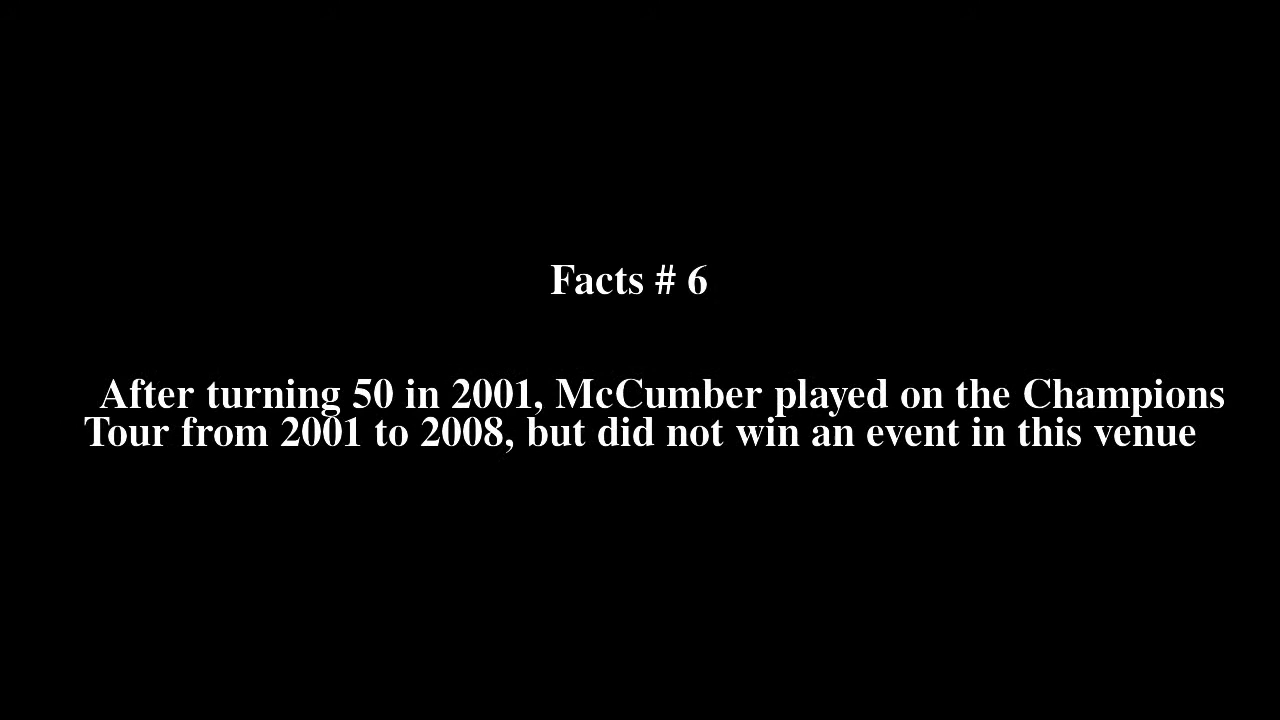 Facts # 6
After turning 50 in 2001, McCumber played on the Champions
Tour from 2001 to 2008, but did not win an event in this venue